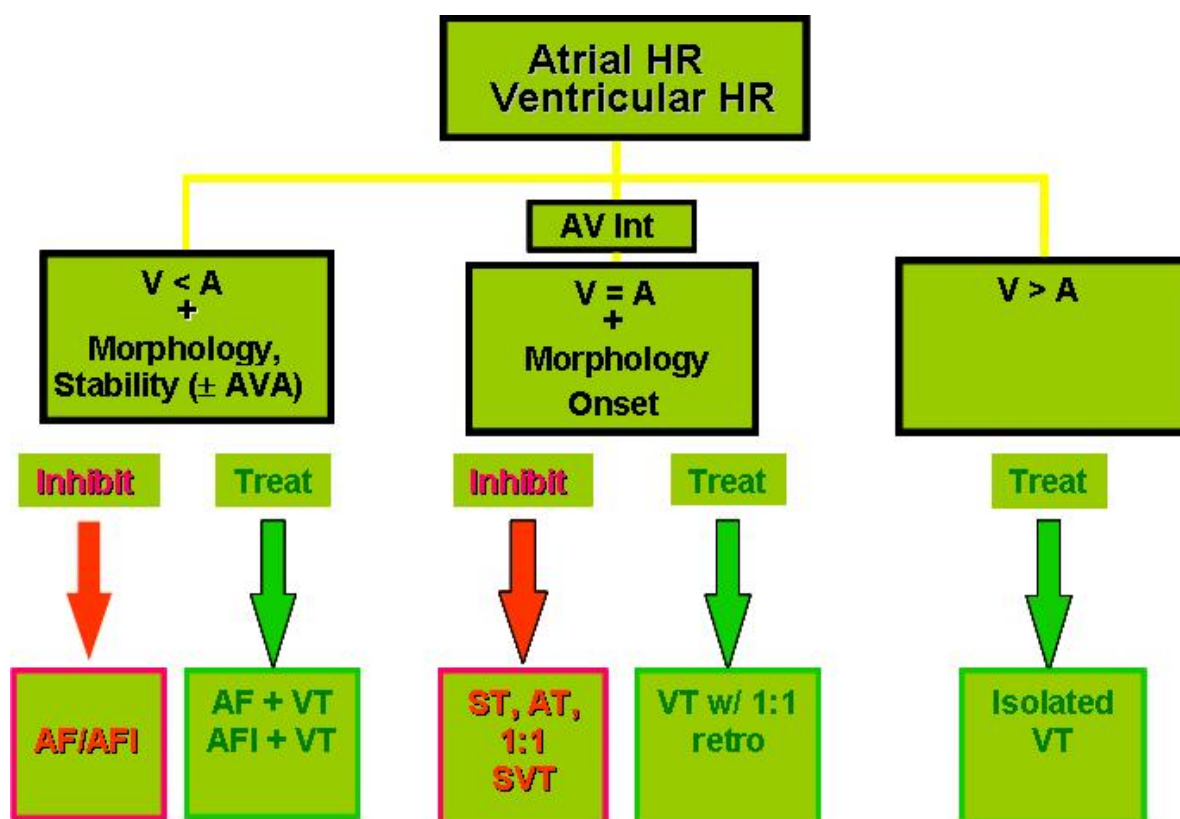 Atrial HR
Ventricular HR
AV Int
V < A
+
Morphology,
Stability (± AVA)
V = A
+
Morphology
Onset
V > A
Inhibit
Treat
Inhibit
Treat
Treat
AF/AFl
AF + VT
AFl + VT
ST, AT,
1:1
SVT
VT w/ 1:1
retro
Isolated
VT